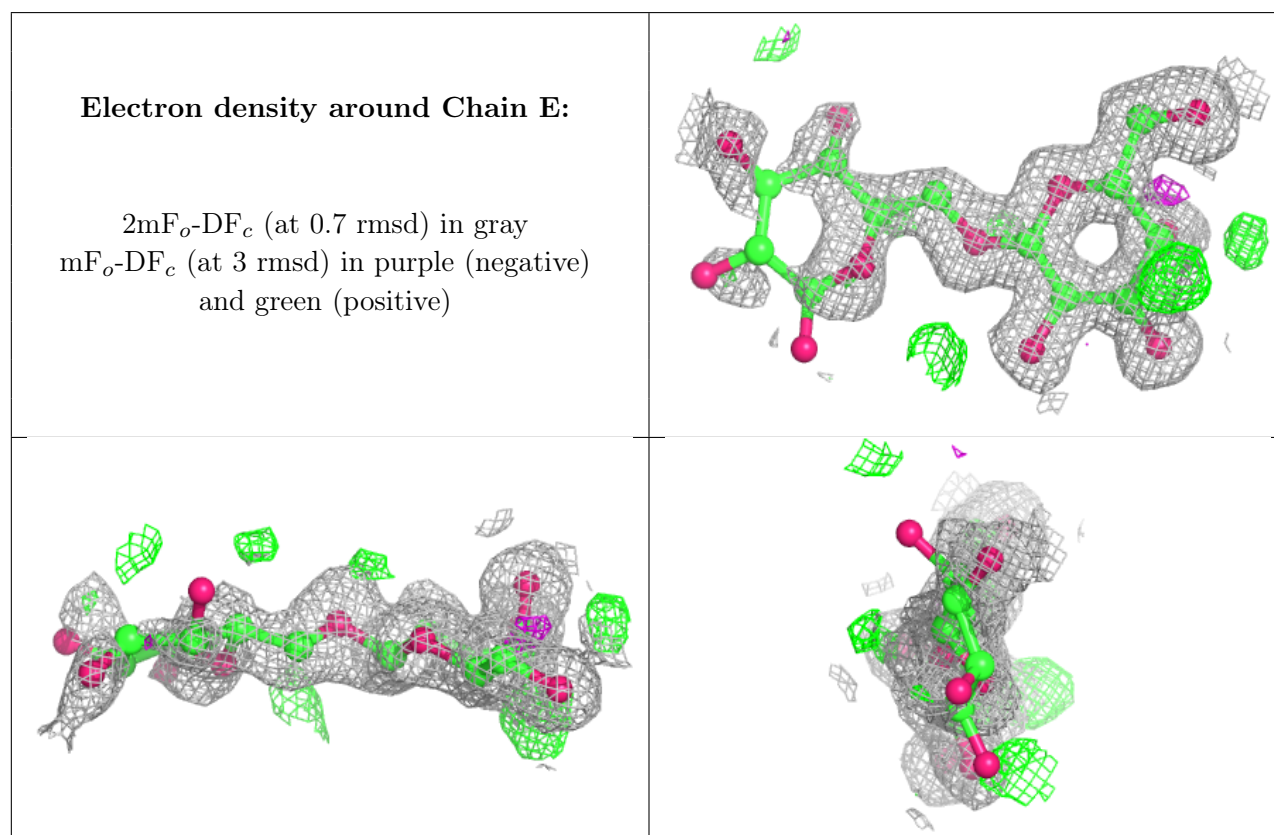 Electron density around Chain E:
2mFₒ-DF𝒸 (at 0.7 rmsd) in gray
mFₒ-DF𝒸 (at 3 rmsd) in purple (negative)
and green (positive)